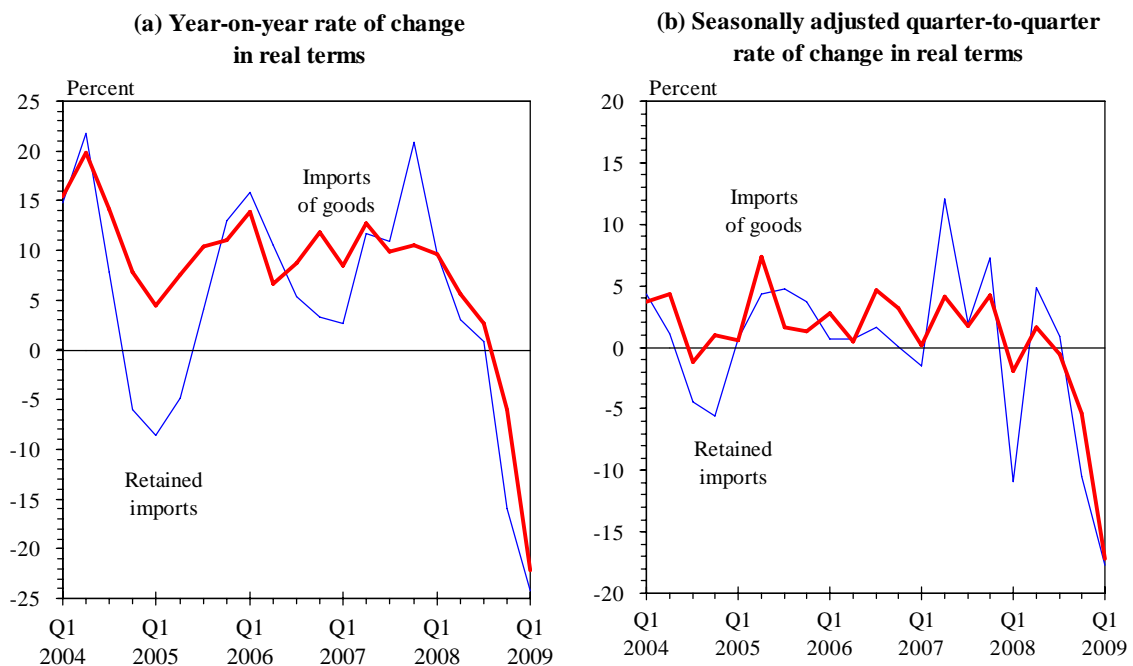 (a) Year-on-year rate of change
in real terms
Percent
25
20
15
10
5
0
-5
-10
-15
-20
-25
Imports
of goods
Retained
imports
Q1 Q1 Q1 Q1 Q1 Q1
2004 2005 2006 2007 2008 2009
(b) Seasonally adjusted quarter-to-quarter
rate of change in real terms
Percent
20
15
10
5
0
-5
-10
-15
-20
Imports
of goods
Retained
imports
Q1 Q1 Q1 Q1 Q1 Q1
2004 2005 2006 2007 2008 2009